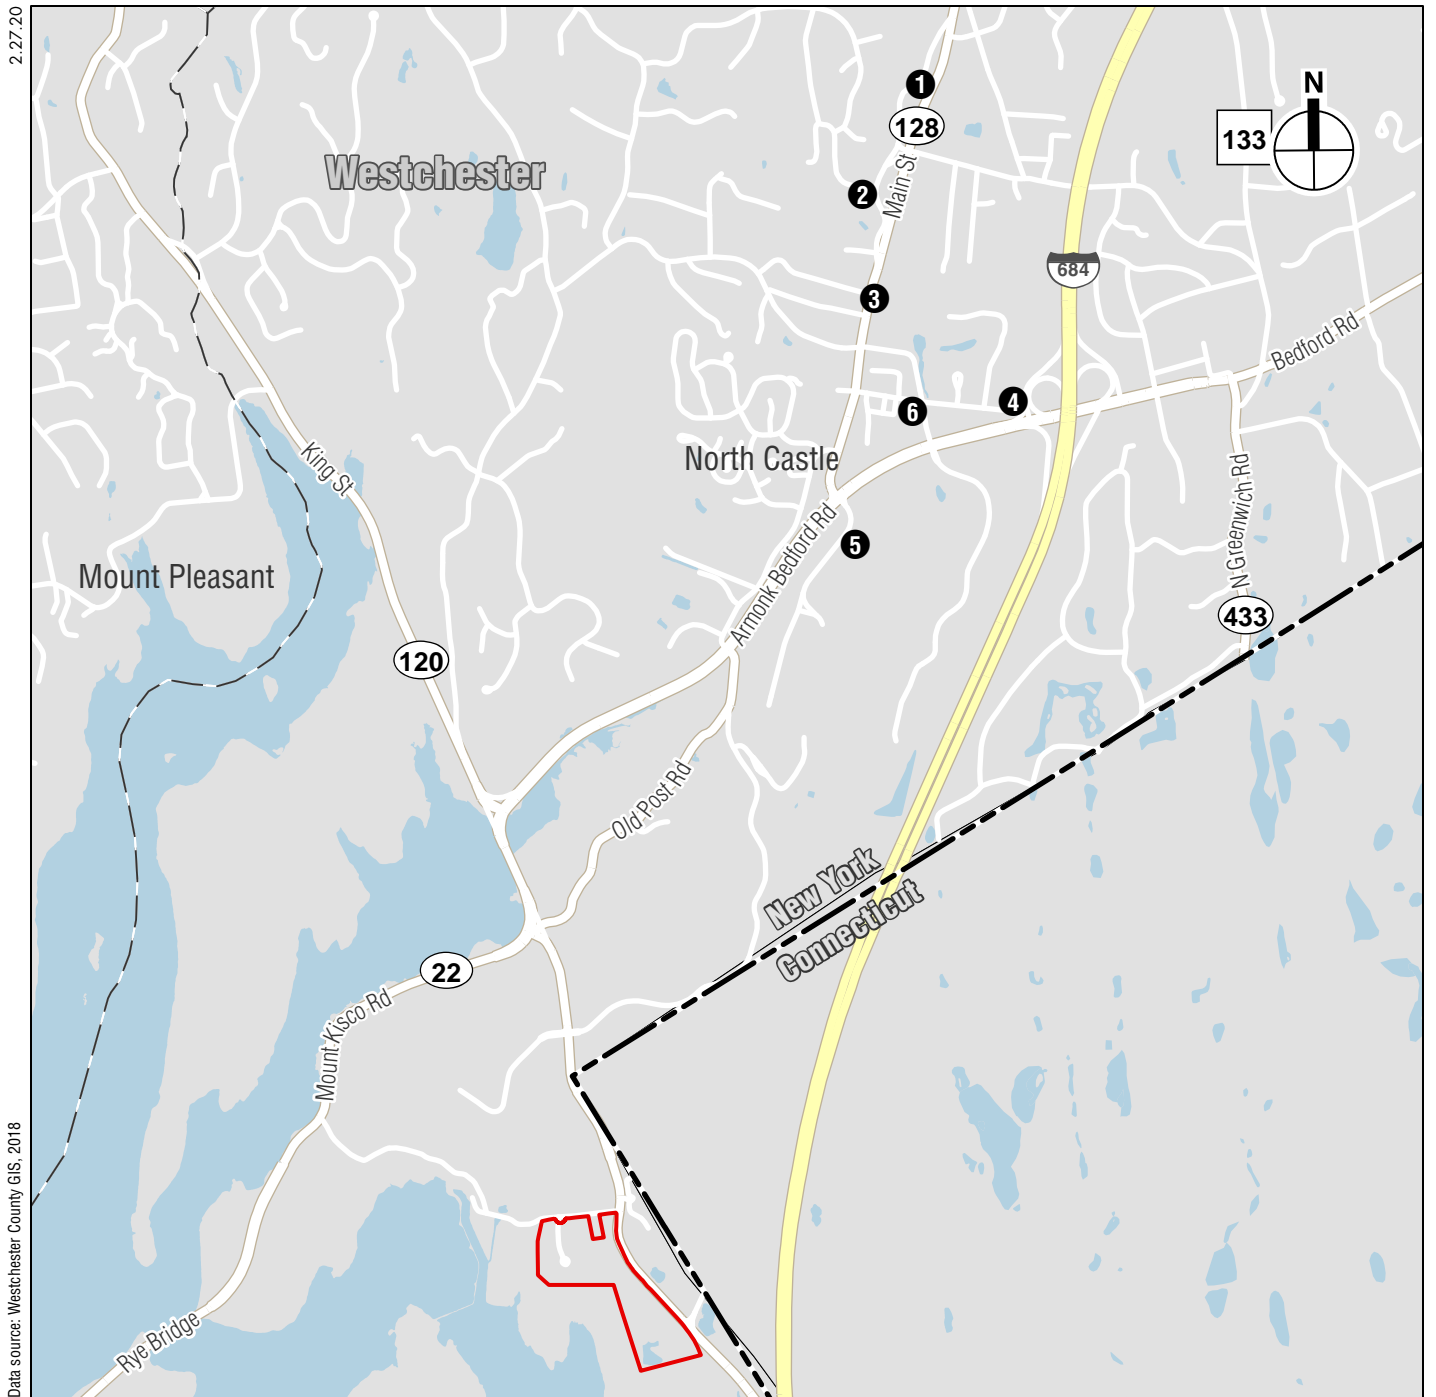 2.27.20
1
N
128
133
Westchester
2
Main St
684
3
Bedford Rd
4
6
King St
North Castle
N Greenwich Rd
Armonk Bedford Rd
5
Mount Pleasant
433
120
Old Post Rd
New York
Connecticut
22
Mount Kisco Rd
Rye Bridge
Data source: Westchester County GIS, 2018